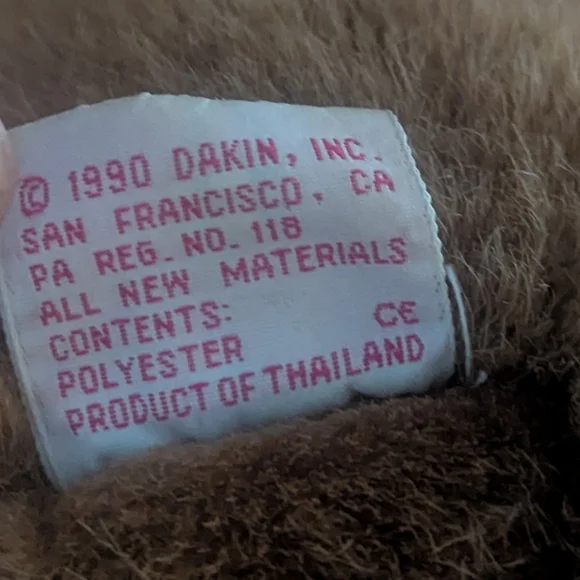 © 1990 DAKIN, INC.
SAN FRANCISCO, CA
PA REG. NO. 118
ALL NEW MATERIALS
CONTENTS:
POLYESTER CE
PRODUCT OF THAILAND